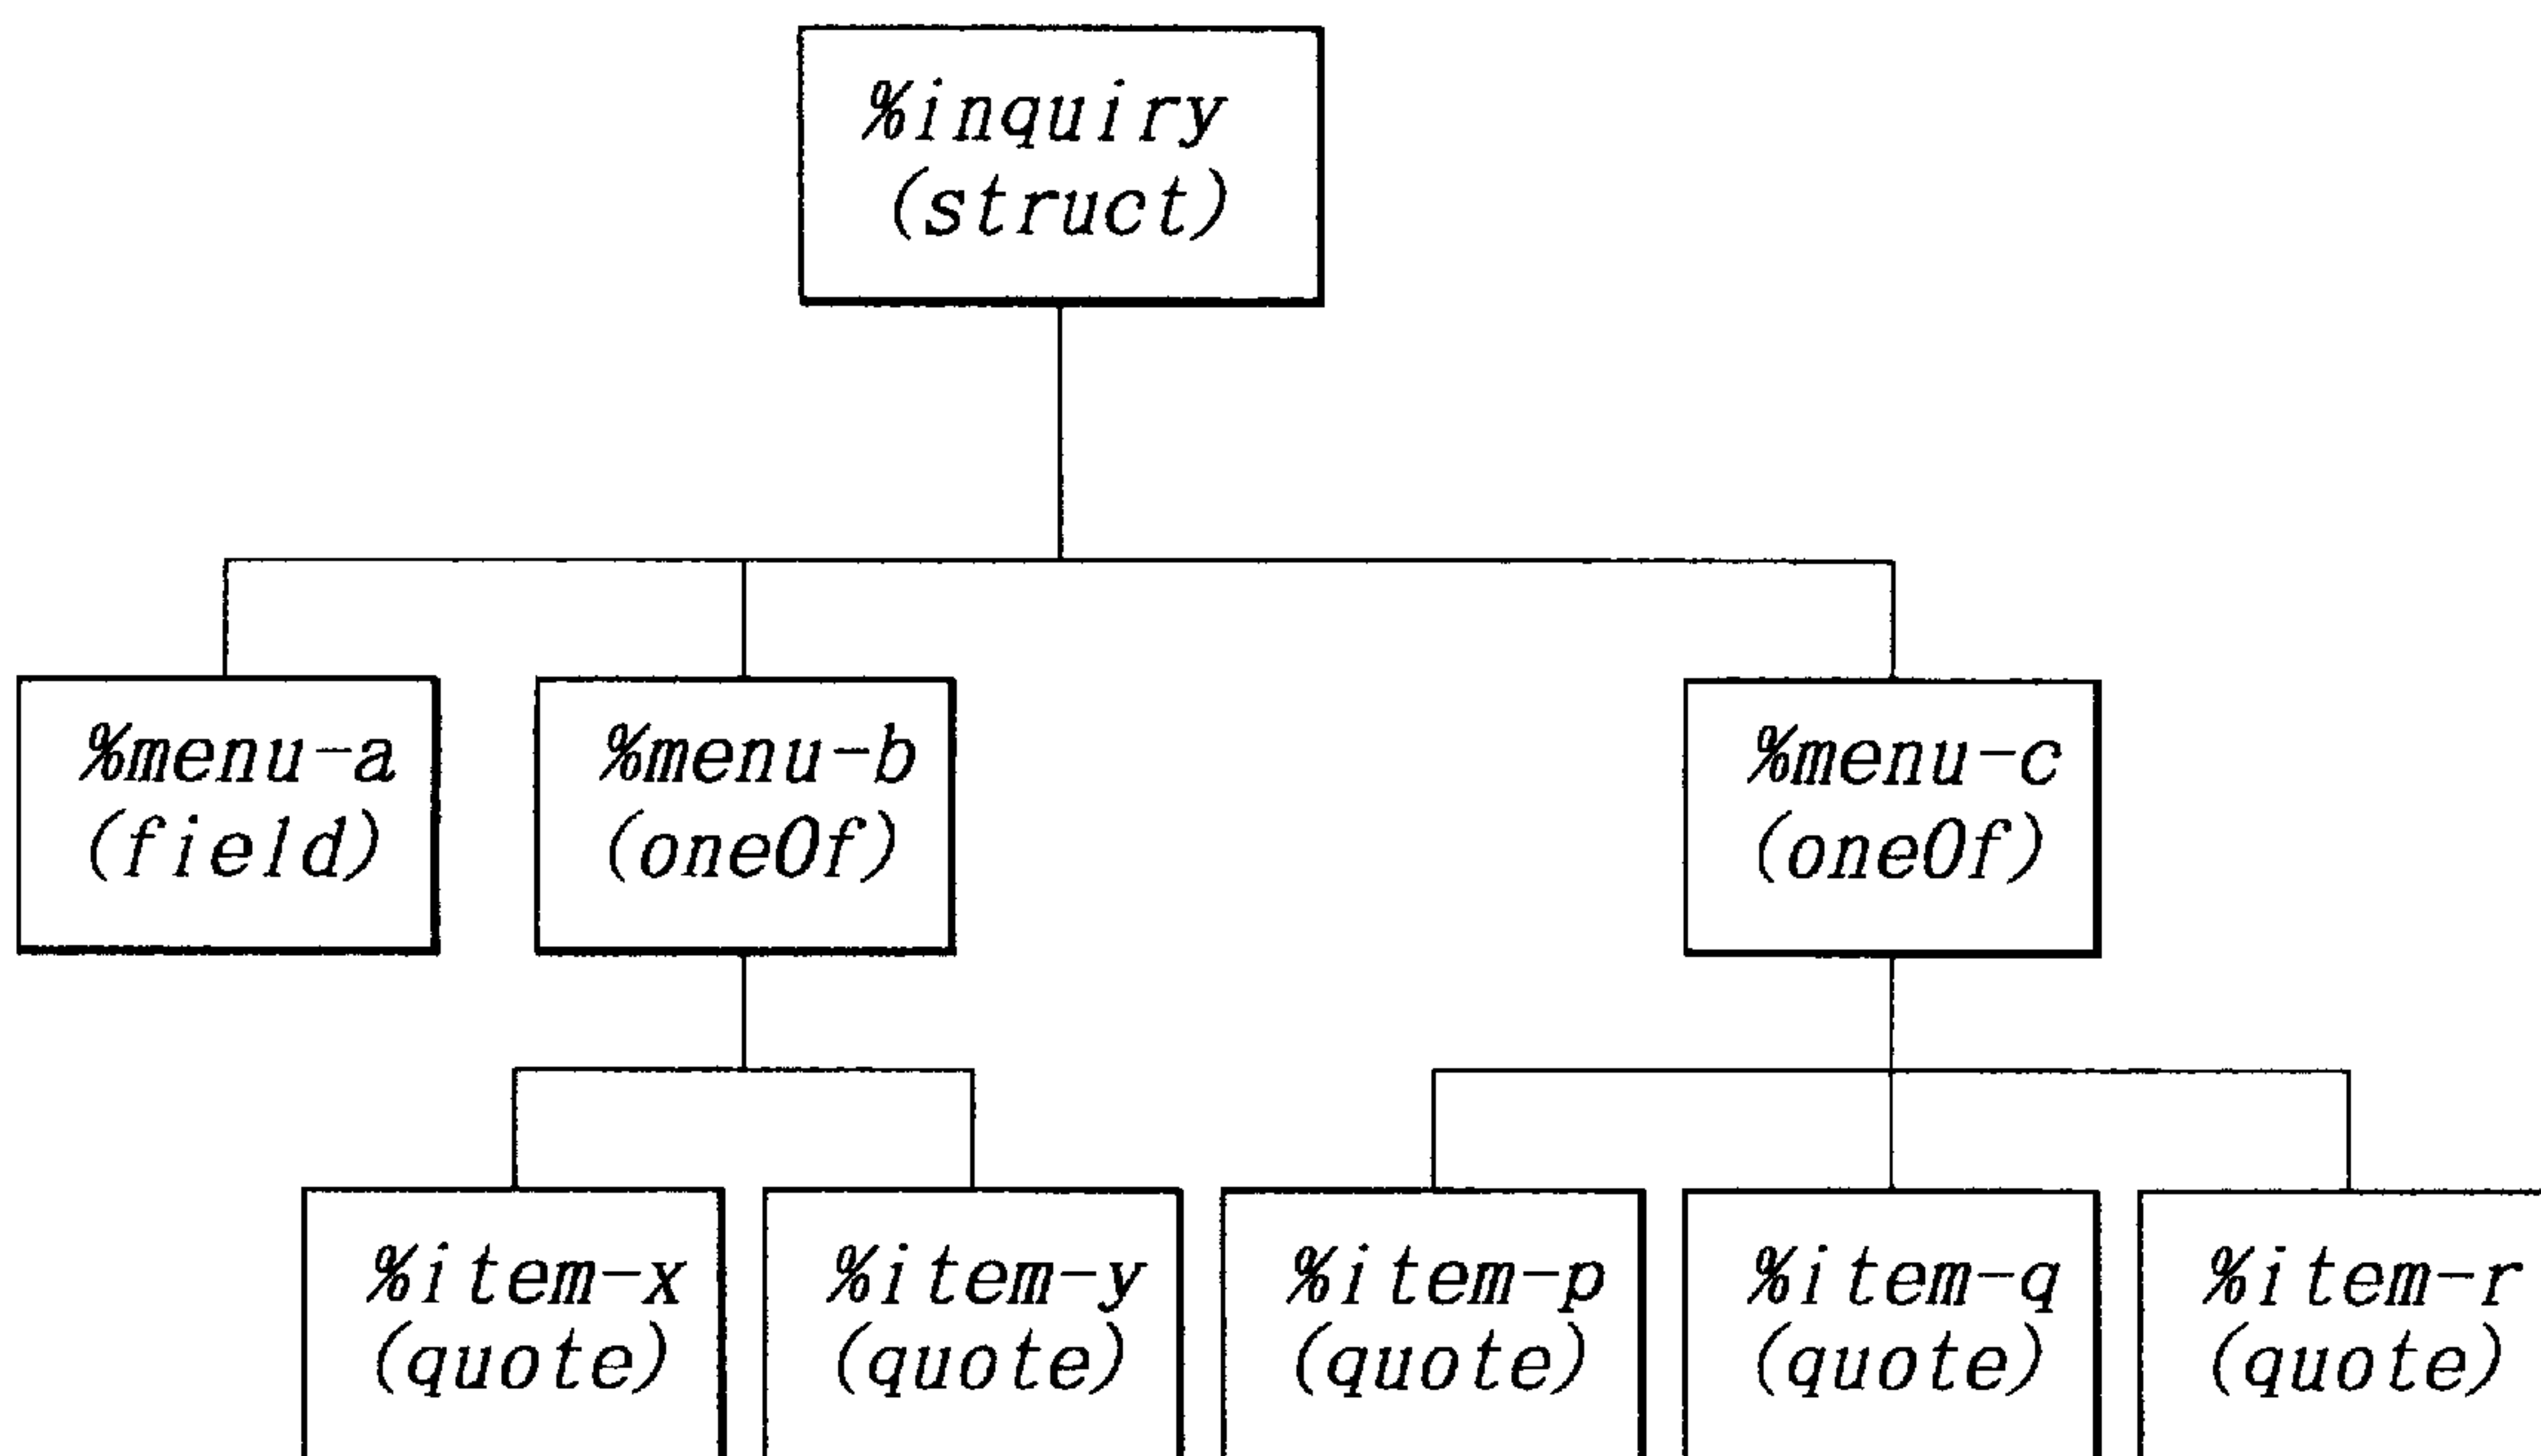 %inquiry
(struct)
%menu-a
(field)
%menu-b
(oneOf)
%menu-c
(oneOf)
%item-x
(quote)
%item-y
(quote)
%item-p
(quote)
%item-q
(quote)
%item-r
(quote)